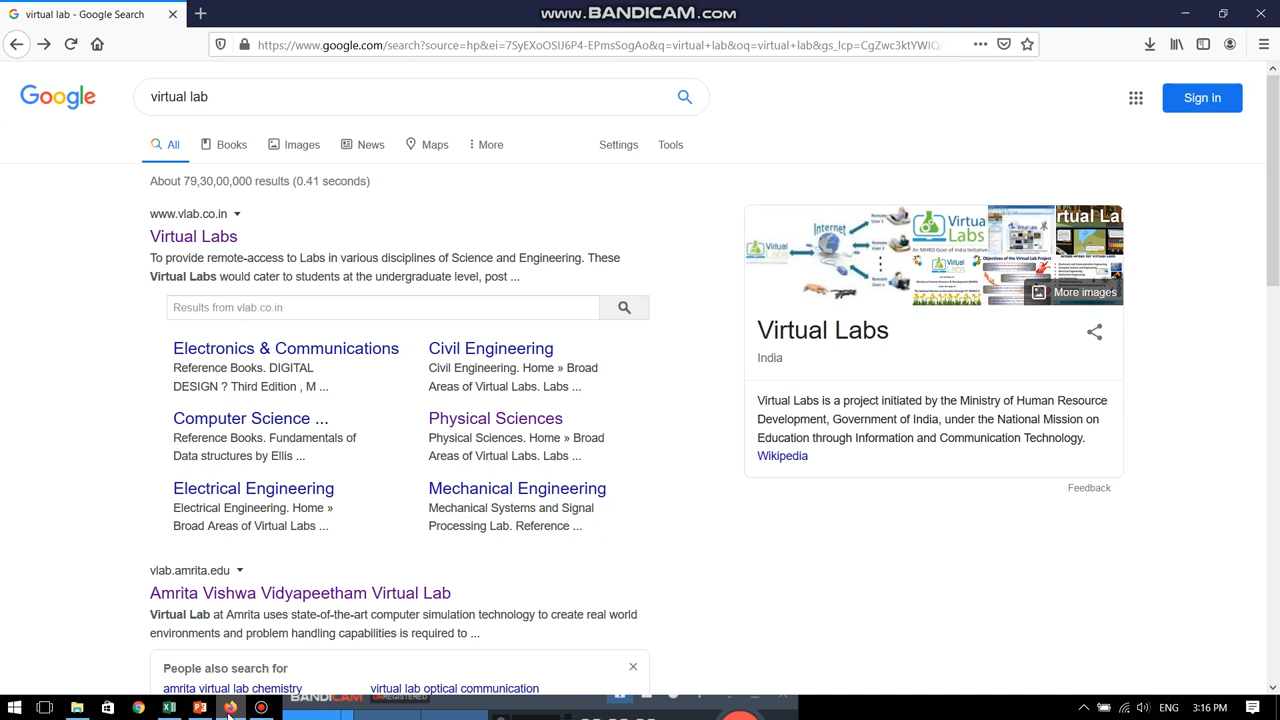 virtual lab - Google Search
www.BANDICAM.com
https://www.google.com/search?source=hp&ei=7SyEXoOSIJ6P4-EPmsSogAo&q=virtual+lab&oq=virtual+lab&gs_lcp=CgZwc3ktYWIQ
Google
virtual lab
Sign in
All
Books
Images
News
Maps
More
Settings
Tools
About 79,30,00,000 results (0.41 seconds)
www.vlab.co.in
Virtual Labs
To provide remote-access to Labs in various disciplines of Science and Engineering. These
Virtual Labs would cater to students at the undergraduate level, post ...
Results from vlab.co.in
Electronics & Communications
Reference Books. DIGITAL
DESIGN ? Third Edition , M ...
Civil Engineering
Civil Engineering. Home » Broad
Areas of Virtual Labs. Labs ...
Computer Science ...
Reference Books. Fundamentals of
Data structures by Ellis ...
Physical Sciences
Physical Sciences. Home » Broad
Areas of Virtual Labs. Labs ...
Electrical Engineering
Electrical Engineering. Home »
Broad Areas of Virtual Labs ...
Mechanical Engineering
Mechanical Systems and Signal
Processing Lab. Reference ...
vlab.amrita.edu
Amrita Vishwa Vidyapeetham Virtual Lab
Virtual Lab at Amrita uses state-of-the-art computer simulation technology to create real world
environments and problem handling capabilities is required to ...
People also search for
amrita virtual lab chemistry
virtual lab optical communication
Internet
Virtua
Labs
rtual Lal
More images
Virtual Labs
India
Virtual Labs is a project initiated by the Ministry of Human Resource
Development, Government of India, under the National Mission on
Education through Information and Communication Technology.
Wikipedia
Feedback
BANDICAM
ENG
3:16 PM